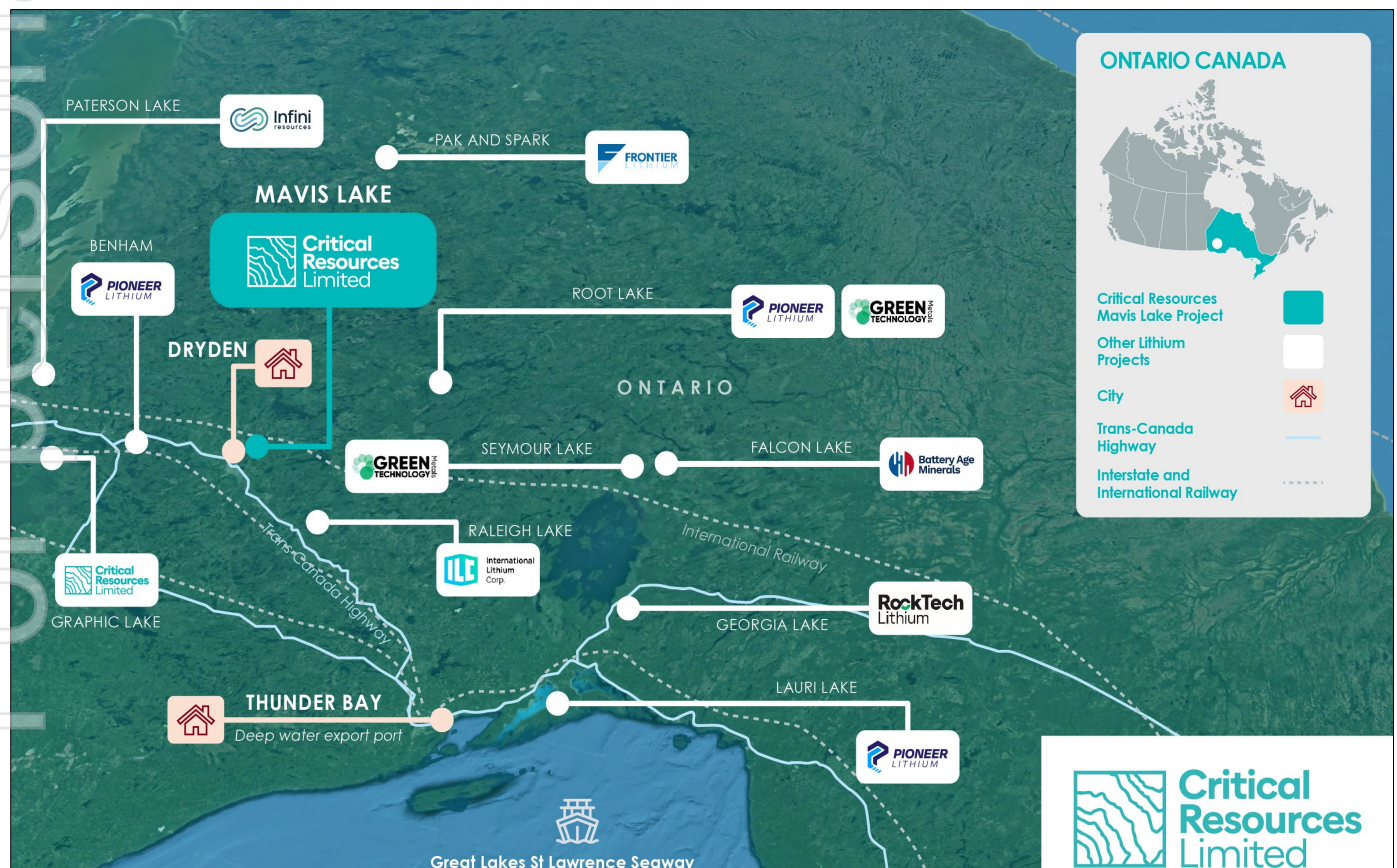 PATERSON LAKE
Infini
resources
PAK AND SPARK
FRONTIER
LITHIUM
MAVIS LAKE
Critical
Resources
Limited
BENHAM
PIONEER
LITHIUM
DRYDEN
ROOT LAKE
PIONEER
LITHIUM
GREEN
TECHNOLOGY
Metals
ONTARIO
SEYMOUR LAKE
GREEN
TECHNOLOGY
Metals
FALCON LAKE
Battery Age
Minerals
RALEIGH LAKE
ILC
International
Lithium
Corp.
International Railway
Trans-Canada Highway
Critical
Resources
Limited
GRAPHIC LAKE
GEORGIA LAKE
RockTech
Lithium
THUNDER BAY
Deep water export port
LAURI LAKE
PIONEER
LITHIUM
Great Lakes St Lawrence Seaway
ONTARIO CANADA
Critical Resources
Mavis Lake Project
Other Lithium
Projects
City
Trans-Canada
Highway
Interstate and
International Railway
Critical
Resources
Limited